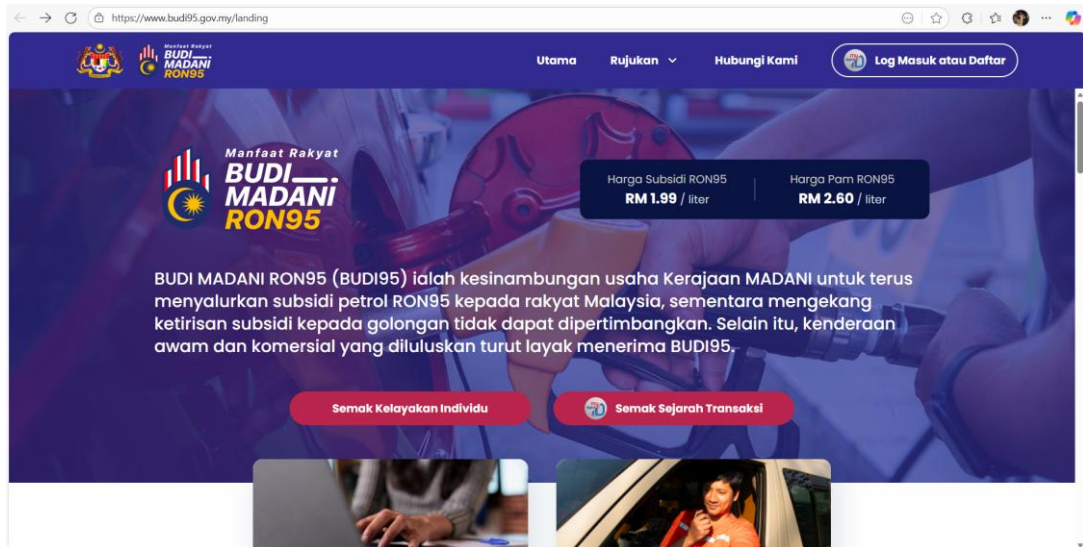 https://www.budi95.gov.my/landing
Manfaat Rakyat
BUDI
MADANI
RON95
Utama
Rujukan
Hubungi Kami
Log Masuk atau Daftar
Manfaat Rakyat
BUDI
MADANI
RON95
Harga Subsidi RON95
RM 1.99 / liter
Harga Pam RON95
RM 2.60 / liter
BUDI MADANI RON95 (BUDI95) ialah kesinambungan usaha Kerajaan MADANI untuk terus
menyalurkan subsidi petrol RON95 kepada rakyat Malaysia, sementara mengekang
ketirisan subsidi kepada golongan tidak dapat dipertimbangkan. Selain itu, kenderaan
awam dan komersial yang diluluskan turut layak menerima BUDI95.
Semak Kelayakan Individu
Semak Sejarah Transaksi